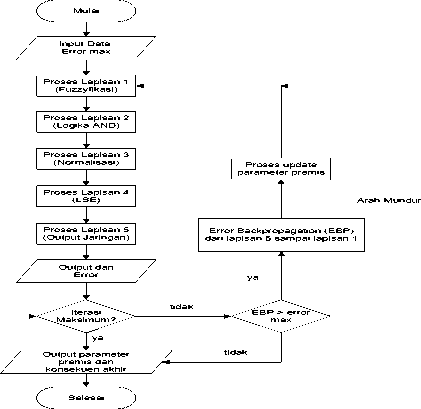 Mulai
Input Data
Error max
Proses Lapisan 1
(Fuzzyfikasi)
Proses Lapisan 2
(Logika AND)
Proses Lapisan 3
(Normalisasi)
Proses Lapisan 4
(LSE)
Proses Lapisan 5
(Output Jaringan)
Output dan
Error
Iterasi
Maksimum?
ya
Output parameter
premis dan
konsekuen akhir
Selesai
tidak
EBP > error
max
tidak
ya
Error Backpropagation (EBP)
dari lapisan 5 sampai lapisan 1
Proses update
parameter premis
Arah Mundur